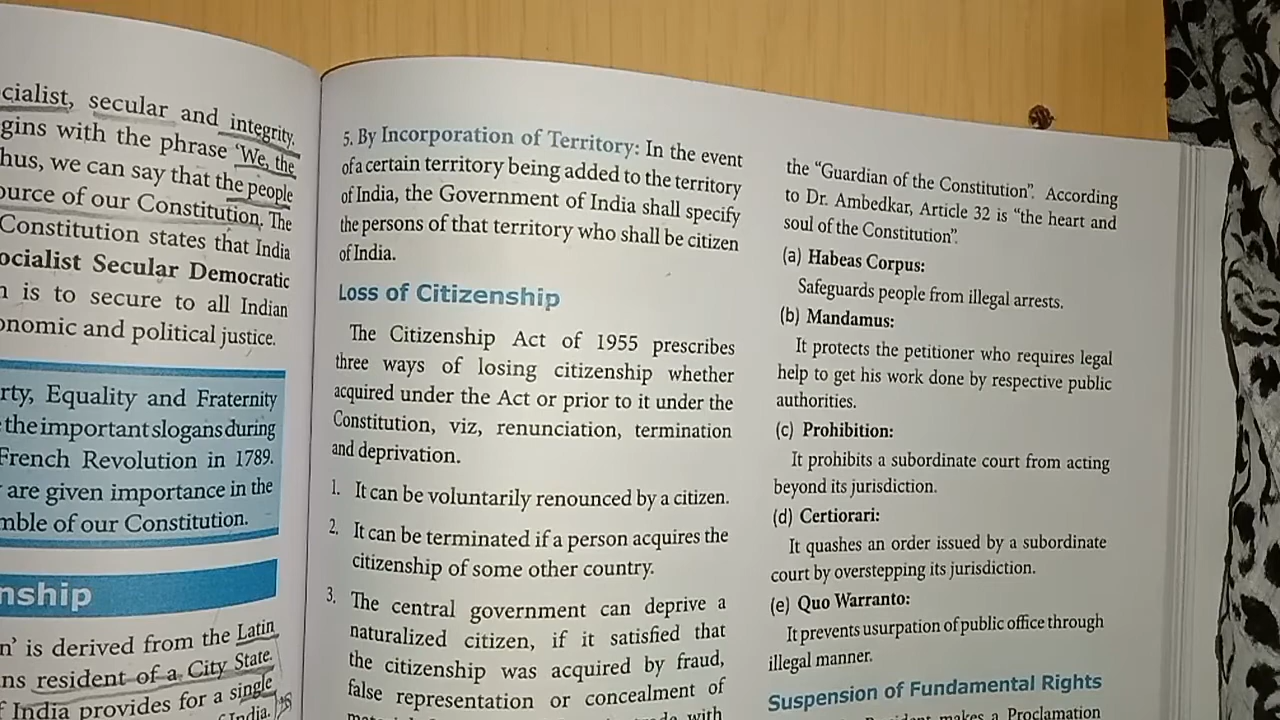 cialist, secular and integrity.
gins with the phrase ‘We, the
hus, we can say that the people
ource of our Constitution. The
Constitution states that India
ocialist Secular Democratic
n is to secure to all Indian
onomic and political justice.
rty, Equality and Fraternity
the important slogans during
French Revolution in 1789.
are given importance in the
mble of our Constitution.
nship
n’ is derived from the Latin
ns resident of a City State.
f India provides for a single
India.
5. By Incorporation of Territory: In the event
of a certain territory being added to the territory
of India, the Government of India shall specify
the persons of that territory who shall be citizen
of India.
Loss of Citizenship
The Citizenship Act of 1955 prescribes
three ways of losing citizenship whether
acquired under the Act or prior to it under the
Constitution, viz, renunciation, termination
and deprivation.
1. It can be voluntarily renounced by a citizen.
2. It can be terminated if a person acquires the
citizenship of some other country.
3. The central government can deprive a
naturalized citizen, if it satisfied that
the citizenship was acquired by fraud,
false representation or concealment of
with
the “Guardian of the Constitution”. According
to Dr. Ambedkar, Article 32 is “the heart and
soul of the Constitution”.
(a) Habeas Corpus:
Safeguards people from illegal arrests.
(b) Mandamus:
It protects the petitioner who requires legal
help to get his work done by respective public
authorities.
(c) Prohibition:
It prohibits a subordinate court from acting
beyond its jurisdiction.
(d) Certiorari:
It quashes an order issued by a subordinate
court by overstepping its jurisdiction.
(e) Quo Warranto:
It prevents usurpation of public office through
illegal manner.
Suspension of Fundamental Rights
makes a Proclamation